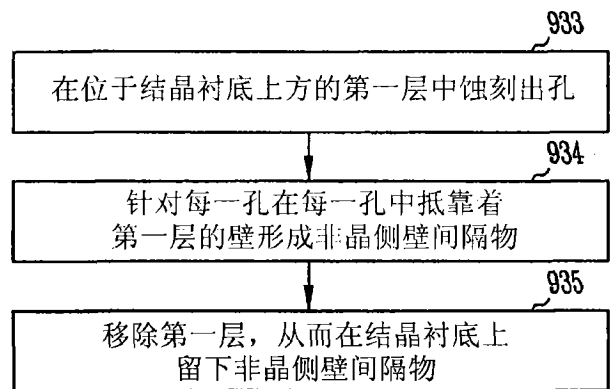 933
在位于结晶衬底上方的第一层中蚀刻出孔
934
针对每一孔在每一孔中抵靠着
第一层的壁形成非晶侧壁间隔物
935
移除第一层，从而在结晶衬底上
留下非晶侧壁间隔物